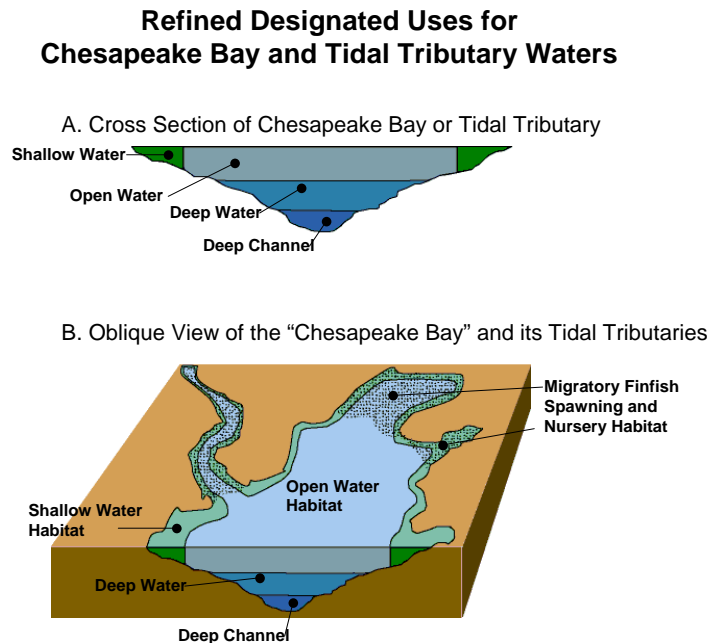 Refined Designated Uses for
Chesapeake Bay and Tidal Tributary Waters
A. Cross Section of Chesapeake Bay or Tidal Tributary
Shallow Water
Open Water
Deep Water
Deep Channel
B. Oblique View of the “Chesapeake Bay” and its Tidal Tributaries
Migratory Finfish
Spawning and
Nursery Habitat
Open Water
Habitat
Shallow Water
Habitat
Deep Water
Deep Channel